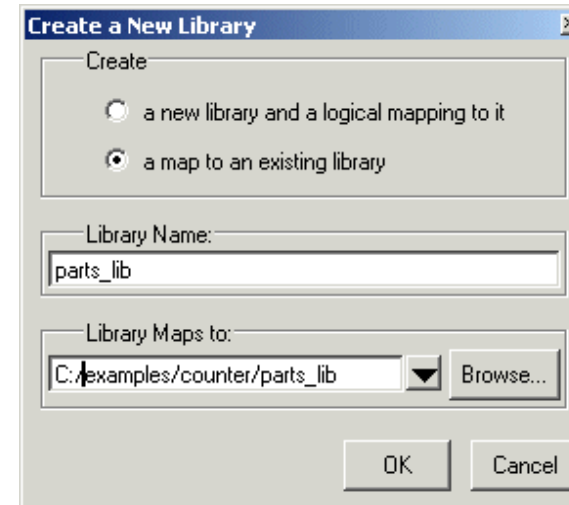 Create a New Library
Create
a new library and a logical mapping to it
a map to an existing library
Library Name:
parts_lib
Library Maps to:
C:/examples/counter/parts_lib
Browse...
OK
Cancel